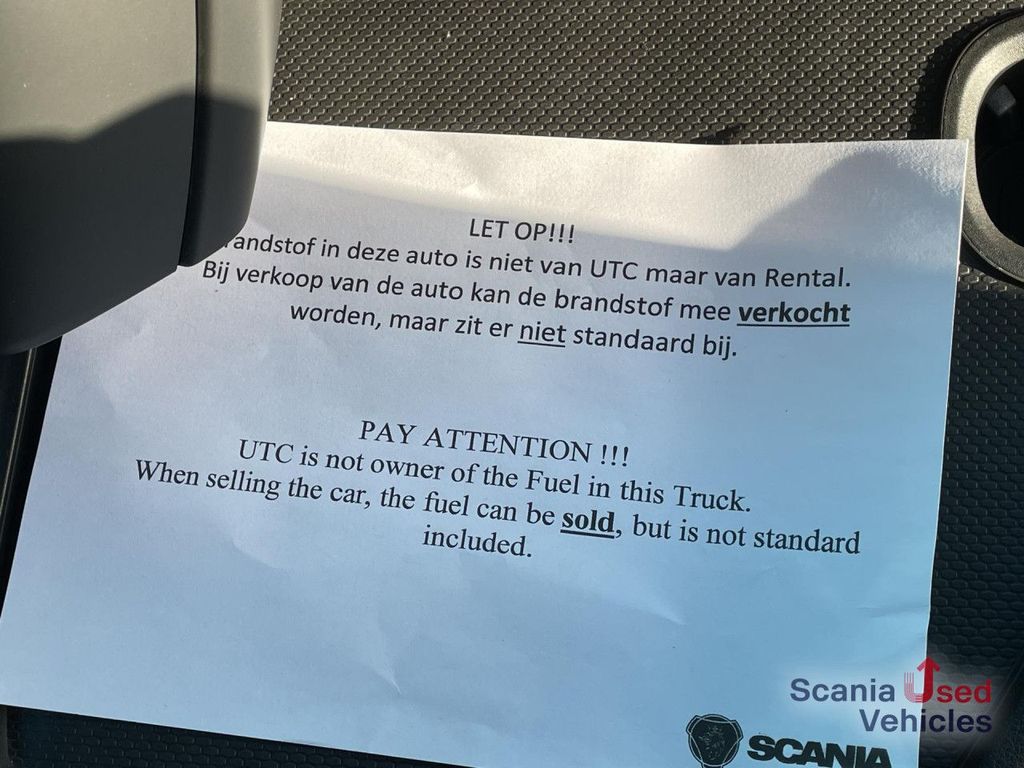 LET OP!!!
randstof in deze auto is niet van UTC maar van Rental.
Bij verkoop van de auto kan de brandstof mee verkocht
worden, maar zit er niet standaard bij.
PAY ATTENTION !!!
UTC is not owner of the Fuel in this Truck.
When selling the car, the fuel can be sold, but is not standard
included.
SCANIA
Scania Used
Vehicles